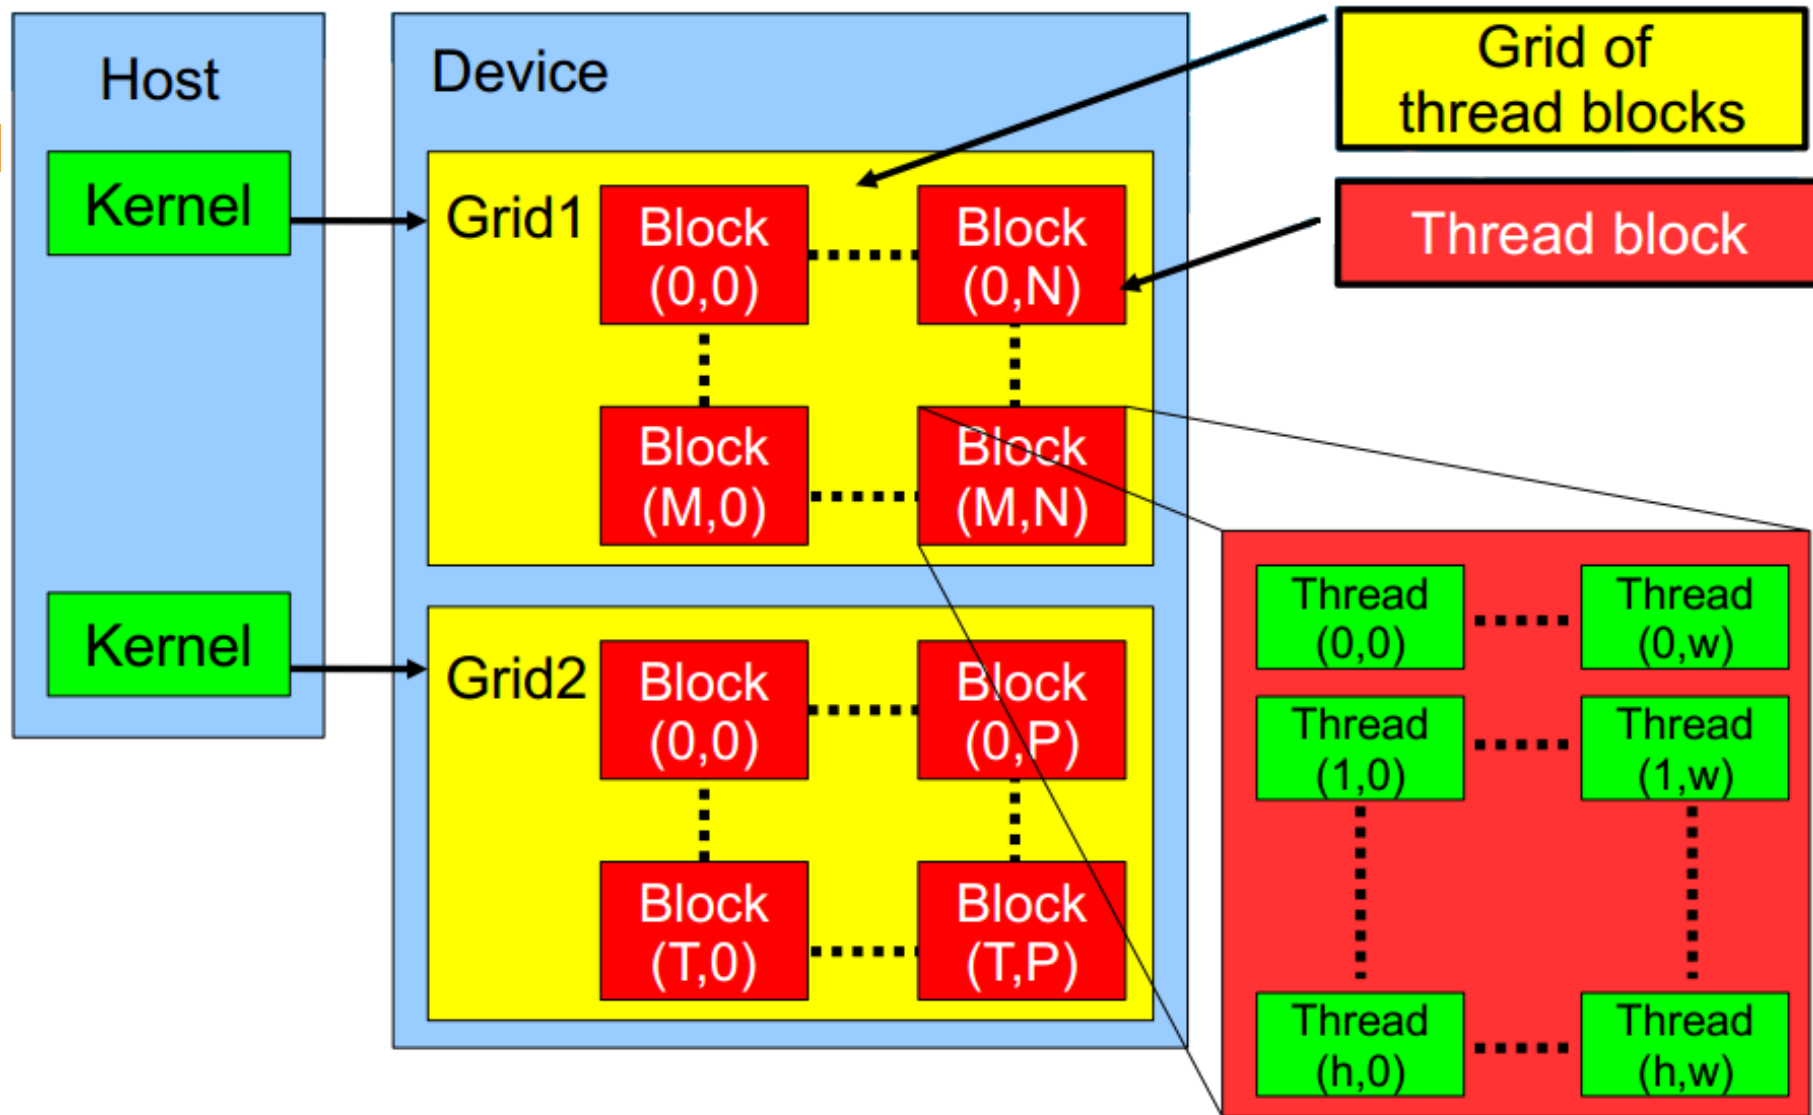 Host
Kernel
Kernel
Device
Grid1
Block
(0,0)
Block
(0,N)
Block
(M,0)
Block
(M,N)
Grid2
Block
(0,0)
Block
(0,P)
Block
(T,0)
Block
(T,P)
Grid of
thread blocks
Thread block
Thread
(0,0)
Thread
(0,w)
Thread
(1,0)
Thread
(1,w)
Thread
(h,0)
Thread
(h,w)